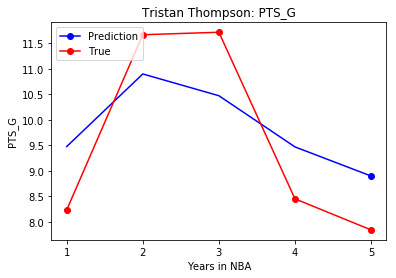 Tristan Thompson: PTS_G
Prediction
True
11.5
11.0
10.5
10.0
9.5
9.0
8.5
8.0
PTS_G
1 2 3 4 5
Years in NBA